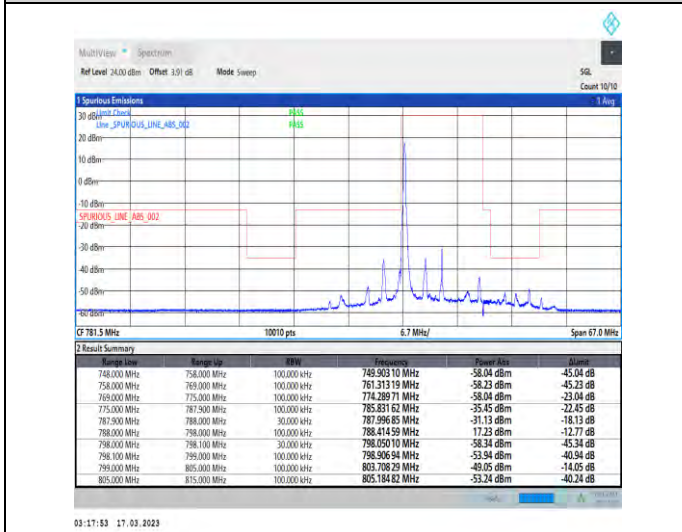 MultiView Spectrum
Ref Level 24.00 dBm Offset 3.91 dB Mode Sweep SGL
Count 10/10
1 Spurious Emissions 1 Avg
30 dBm Limit Check PASS
Line _SPURIOUS_LINE_ABS_002 PASS
20 dBm
10 dBm
0 dBm
-10 dBm
SPURIOUS_LINE_ABS_002
-20 dBm
-30 dBm
-40 dBm
-50 dBm
-60 dBm
CF 781.5 MHz 10010 pts 6.7 MHz/ Span 67.0 MHz
2 Result Summary
Range Low Range Up RBW Frequency Power Abs ΔLimit
748.000 MHz 758.000 MHz 100.000 kHz 749.903 10 MHz -58.04 dBm -45.04 dB
758.000 MHz 769.000 MHz 100.000 kHz 761.313 19 MHz -58.23 dBm -45.23 dB
769.000 MHz 775.000 MHz 100.000 kHz 774.289 71 MHz -58.04 dBm -23.04 dB
775.000 MHz 787.900 MHz 100.000 kHz 785.831 62 MHz -35.45 dBm -22.45 dB
787.900 MHz 788.000 MHz 30.000 kHz 787.996 85 MHz -31.13 dBm -18.13 dB
788.000 MHz 798.000 MHz 100.000 kHz 788.414 59 MHz 17.23 dBm -12.77 dB
798.000 MHz 798.100 MHz 30.000 kHz 798.050 10 MHz -58.34 dBm -45.34 dB
798.100 MHz 799.000 MHz 100.000 kHz 798.906 94 MHz -53.94 dBm -40.94 dB
799.000 MHz 805.000 MHz 100.000 kHz 803.708 29 MHz -49.05 dBm -14.05 dB
805.000 MHz 815.000 MHz 100.000 kHz 805.184 82 MHz -53.24 dBm -40.24 dB
03:17:53 17.03.2023